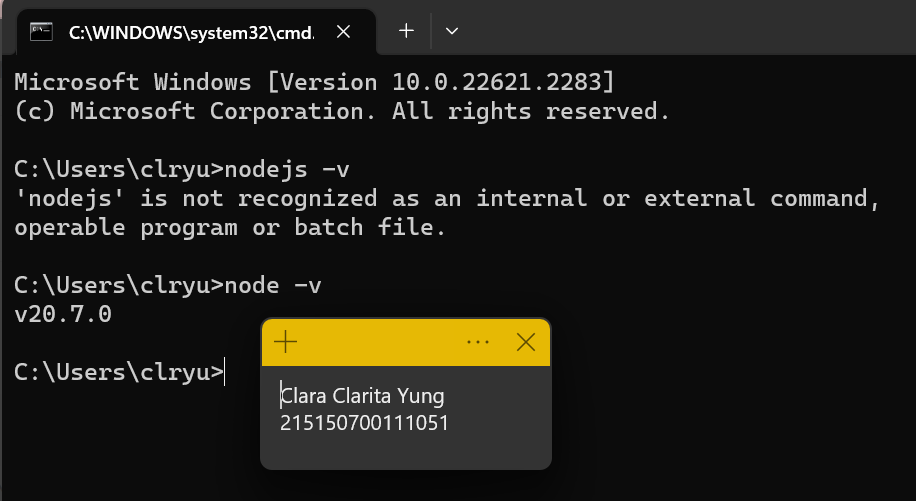 C:\WINDOWS\system32\cmd.
Microsoft Windows [Version 10.0.22621.2283]
(c) Microsoft Corporation. All rights reserved.
C:\Users\clryu>nodejs -v
'nodejs' is not recognized as an internal or external command,
operable program or batch file.
C:\Users\clryu>node -v
v20.7.0
C:\Users\clryu>
Clara Clarita Yung
215150700111051